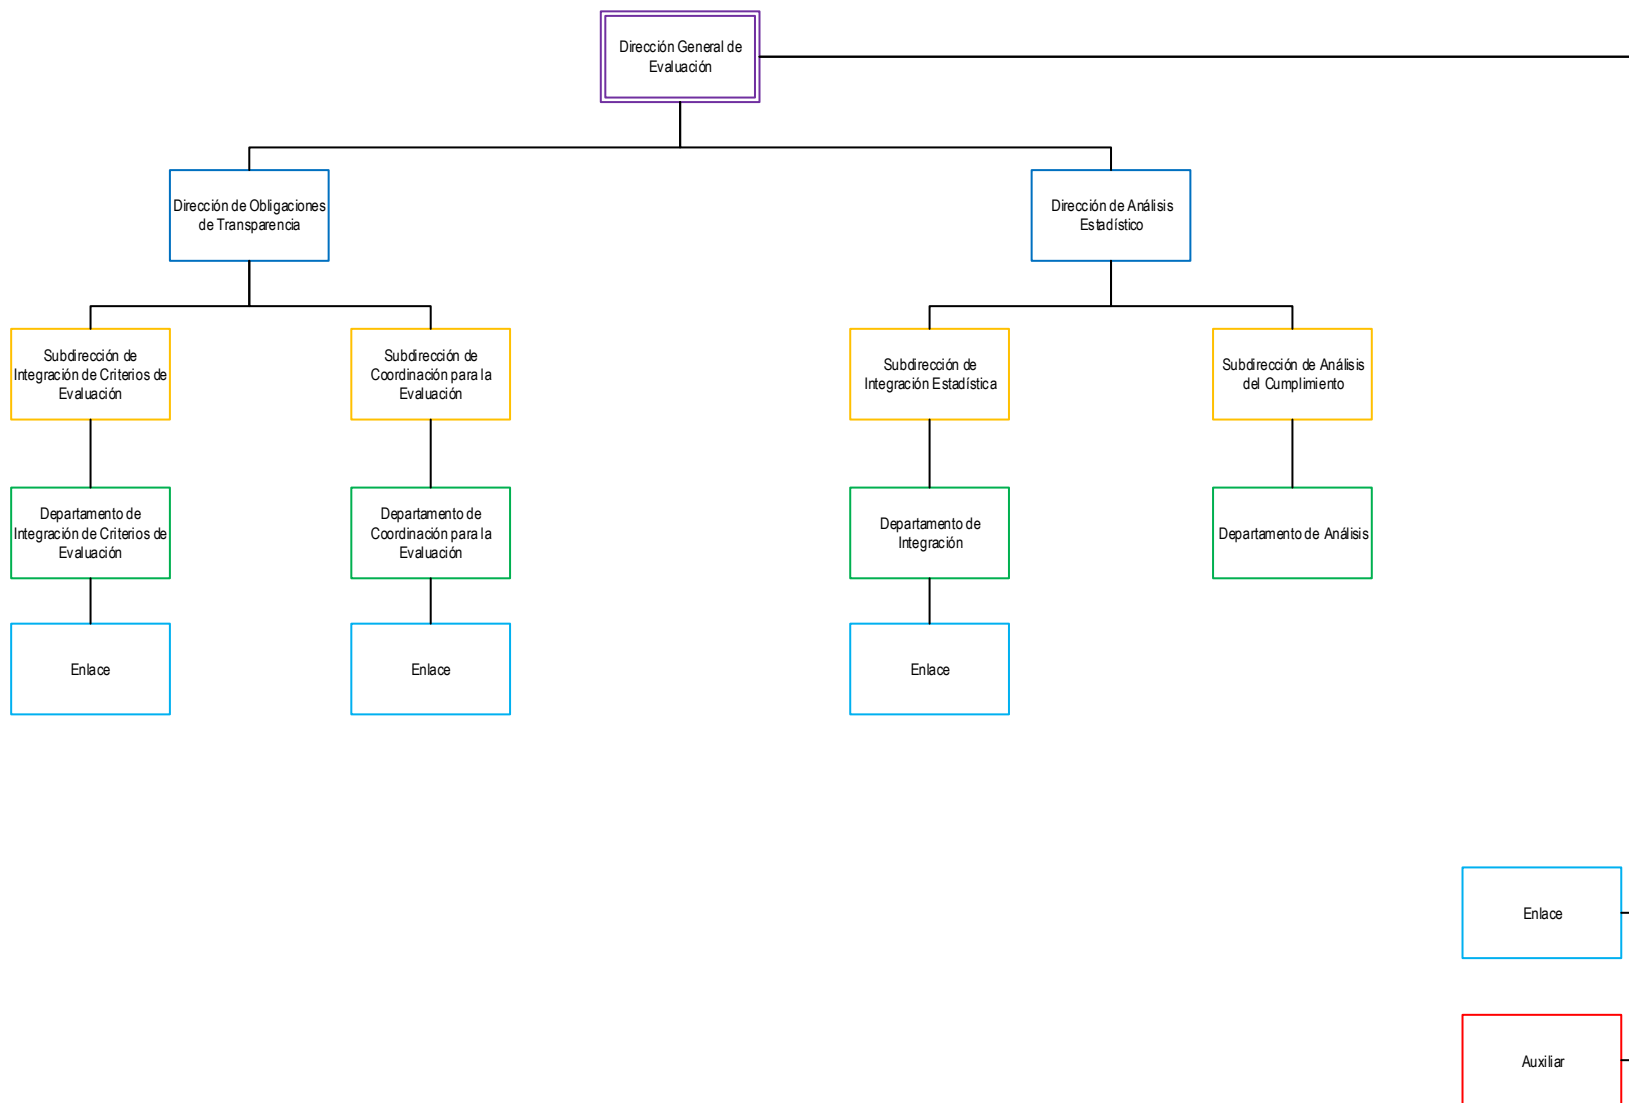 Dirección General de
Evaluación
Dirección de Obligaciones
de Transparencia
Dirección de Análisis
Estadístico
Subdirección de
Integración de Criterios de
Evaluación
Subdirección de
Coordinación para la
Evaluación
Subdirección de
Integración Estadística
Subdirección de Análisis
del Cumplimiento
Departamento de
Integración de Criterios de
Evaluación
Departamento de
Coordinación para la
Evaluación
Departamento de
Integración
Departamento de Análisis
Enlace
Enlace
Enlace
Enlace
Auxiliar